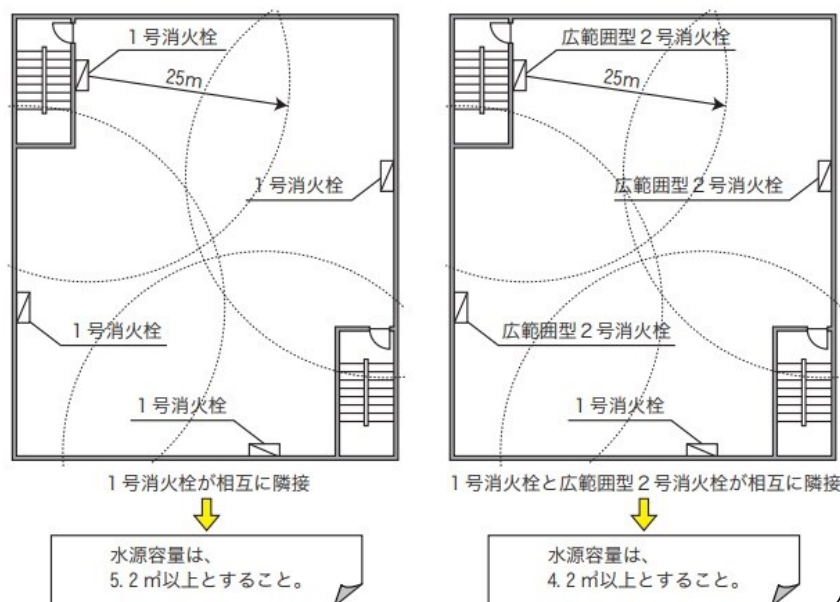 1号消火栓
25m
1号消火栓
1号消火栓
1号消火栓
1号消火栓が相互に隣接
水源容量は、
5.2㎥以上とすること。
広範囲型2号消火栓
25m
広範囲型2号消火栓
広範囲型2号消火栓
1号消火栓
1号消火栓と広範囲型2号消火栓が相互に隣接
水源容量は、
4.2㎥以上とすること。